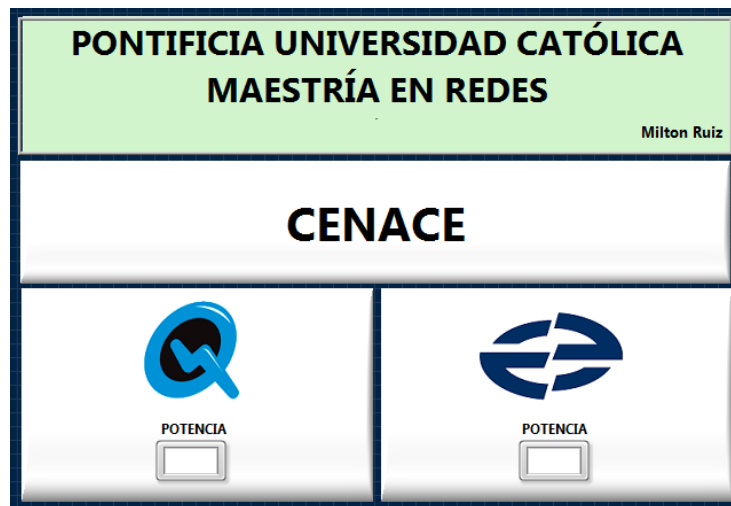 PONTIFICIA UNIVERSIDAD CATÓLICA
MAESTRÍA EN REDES
Milton Ruiz
CENACE
POTENCIA
POTENCIA